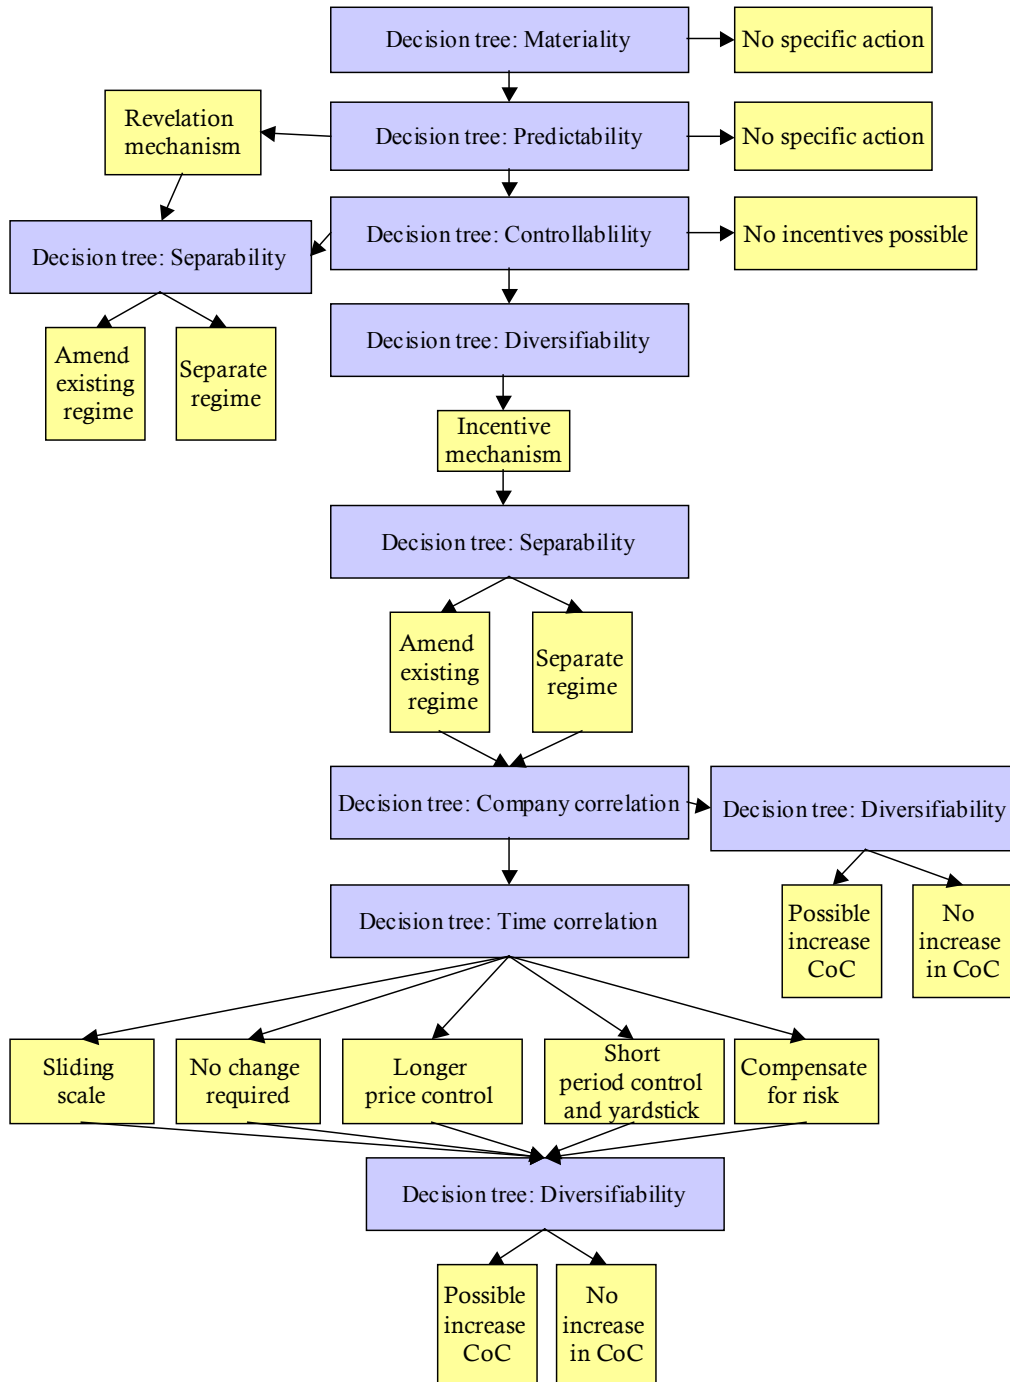 Decision tree: Materiality
No specific action
Revelation
mechanism
Decision tree: Predictability
No specific action
Decision tree: Separability
Decision tree: Controllablility
No incentives possible
Amend
existing
regime
Separate
regime
Decision tree: Diversifiability
Incentive
mechanism
Decision tree: Separability
Amend
existing
regime
Separate
regime
Decision tree: Company correlation
Decision tree: Diversifiability
Possible
increase
CoC
No
increase
in CoC
Decision tree: Time correlation
Sliding
scale
No change
required
Longer
price control
Short
period control
and yardstick
Compensate
for risk
Decision tree: Diversifiability
Possible
increase
CoC
No
increase
in CoC